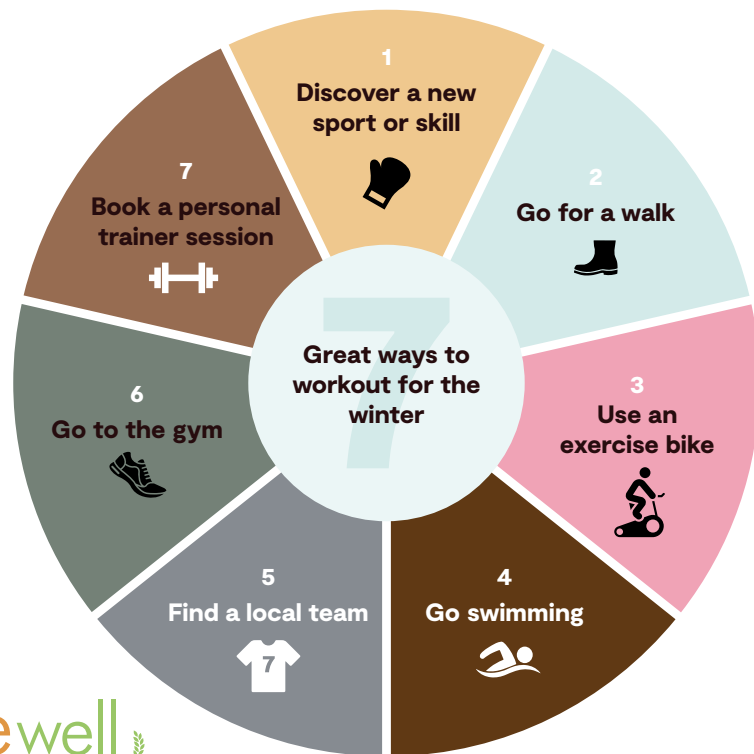 1
Discover a new
sport or skill
2
Go for a walk
3
Use an
exercise bike
4
Go swimming
5
Find a local team
7
6
Go to the gym
7
Book a personal
trainer session
7
Great ways to
workout for the
winter
e well